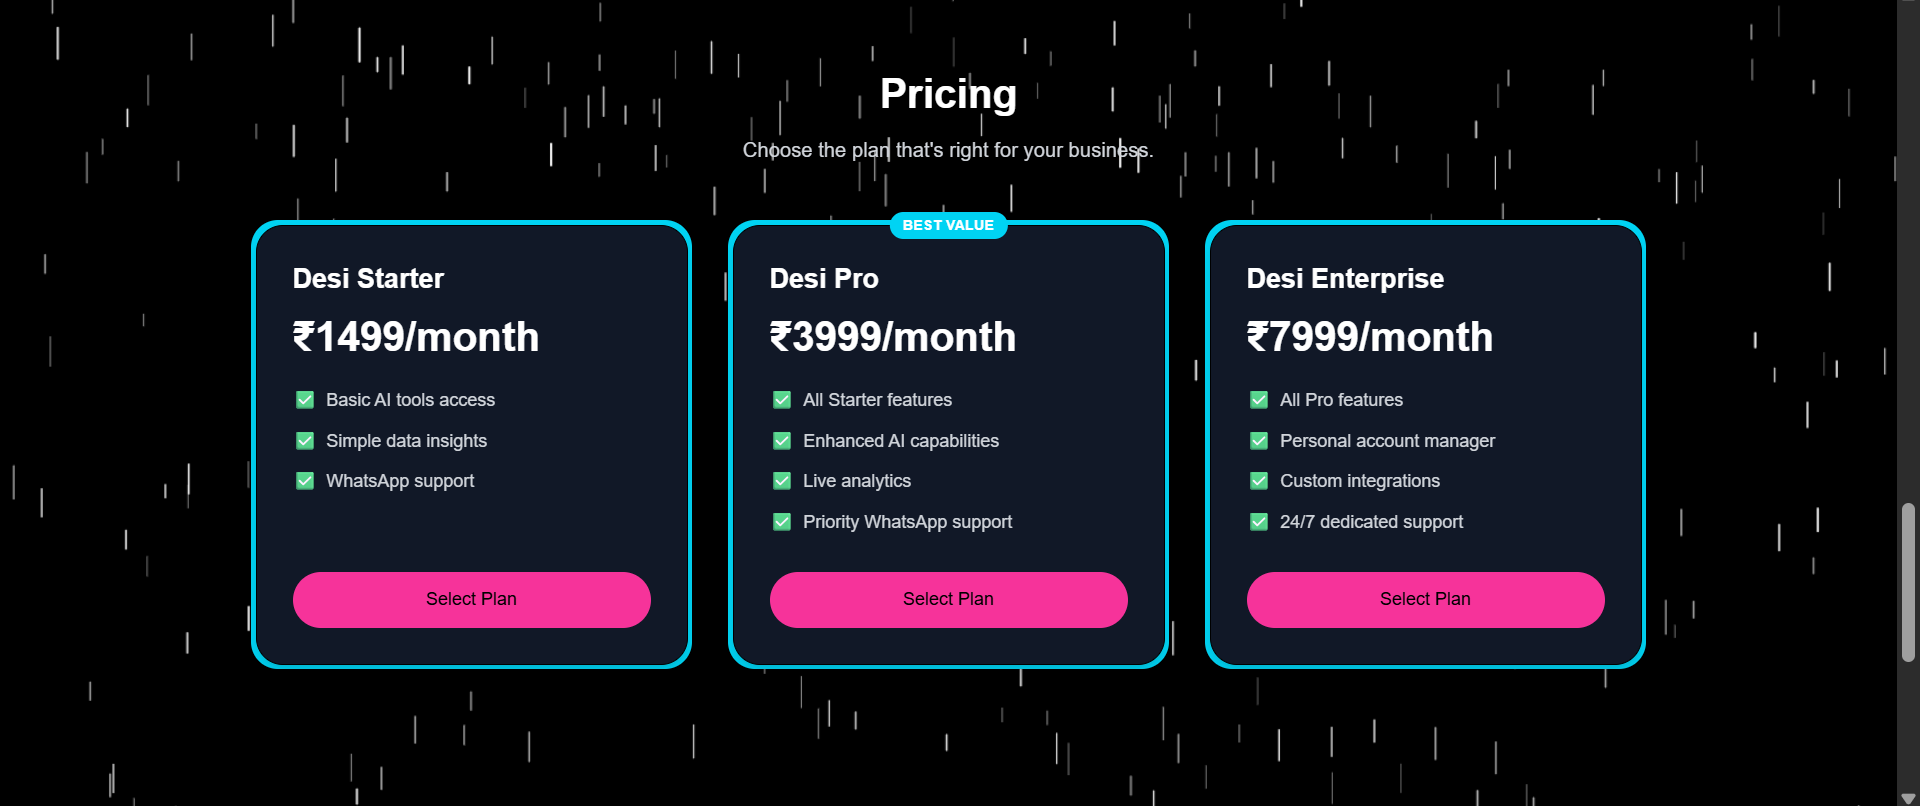 Pricing
Choose the plan that's right for your business.
Desi Starter
₹1499/month
Basic AI tools access
Simple data insights
WhatsApp support
Select Plan
BEST VALUE
Desi Pro
₹3999/month
All Starter features
Enhanced AI capabilities
Live analytics
Priority WhatsApp support
Select Plan
Desi Enterprise
₹7999/month
All Pro features
Personal account manager
Custom integrations
24/7 dedicated support
Select Plan